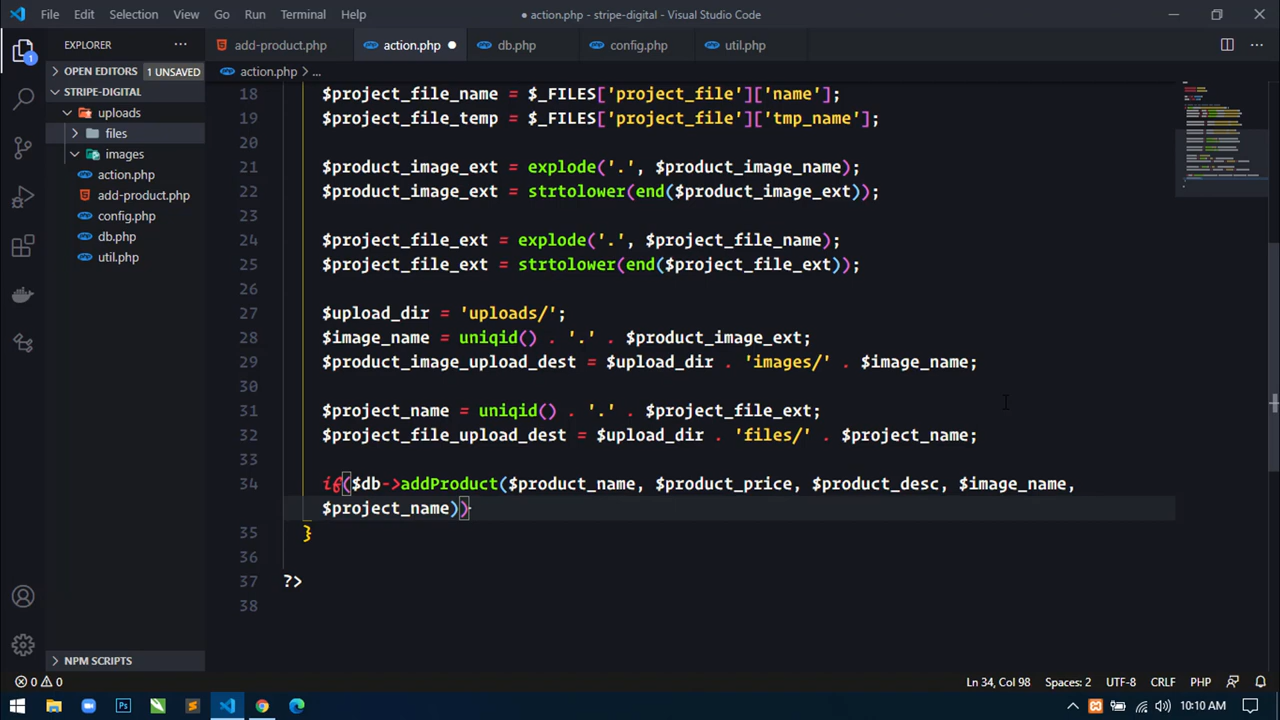 File Edit Selection View Go Run Terminal Help
● action.php - stripe-digital - Visual Studio Code
EXPLORER
add-product.php action.php db.php config.php util.php
OPEN EDITORS 1 UNSAVED
action.php > ...
STRIPE-DIGITAL
uploads
files
images
action.php
add-product.php
config.php
db.php
util.php
NPM SCRIPTS
18 $project_file_name = $_FILES['project_file']['name'];
19 $project_file_temp = $_FILES['project_file']['tmp_name'];
20
21 $product_image_ext = explode('.', $product_image_name);
22 $product_image_ext = strtolower(end($product_image_ext));
23
24 $project_file_ext = explode('.', $project_file_name);
25 $project_file_ext = strtolower(end($project_file_ext));
26
27 $upload_dir = 'uploads/';
28 $image_name = uniqid() . '.' . $product_image_ext;
29 $product_image_upload_dest = $upload_dir . 'images/' . $image_name;
30
31 $project_name = uniqid() . '.' . $project_file_ext;
32 $project_file_upload_dest = $upload_dir . 'files/' . $project_name;
33
34 if($db->addProduct($product_name, $product_price, $product_desc, $image_name,
$project_name))
35 }
36
37 ?>
38
0 0 Ln 34, Col 98 Spaces: 2 UTF-8 CRLF PHP
10:10 AM